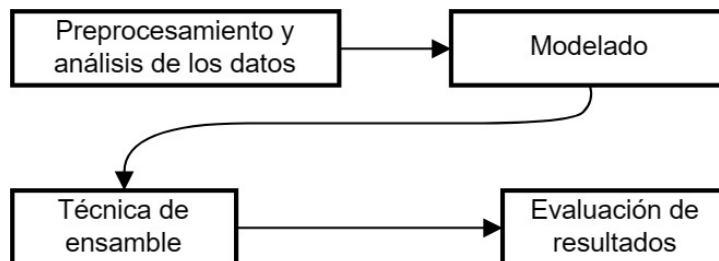 Preprocesamiento y
análisis de los datos
Modelado
Técnica de
ensamble
Evaluación de
resultados